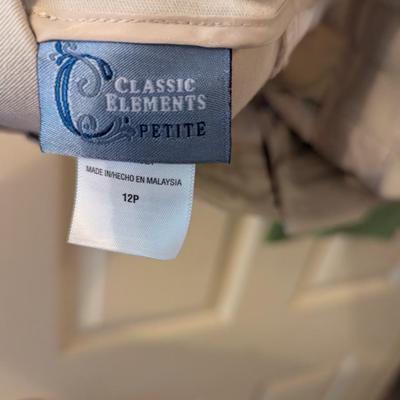 C
CLASSIC
ELEMENTS
PETITE
MADE IN/HECHO EN MALAYSIA
12P